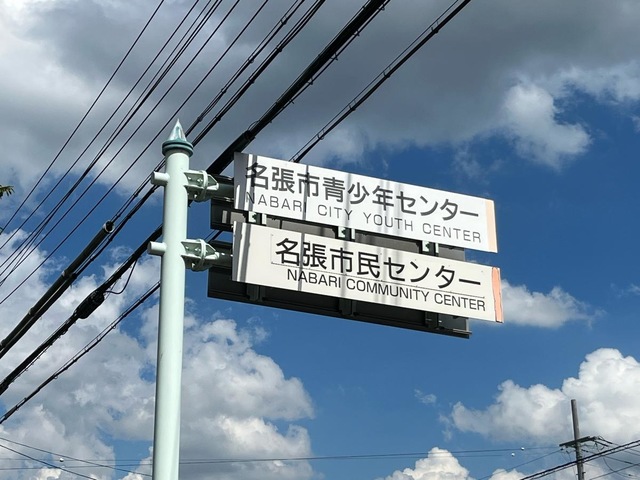 名張市青少年センター
NABARI CITY YOUTH CENTER
名張市民センター
NABARI COMMUNITY CENTER